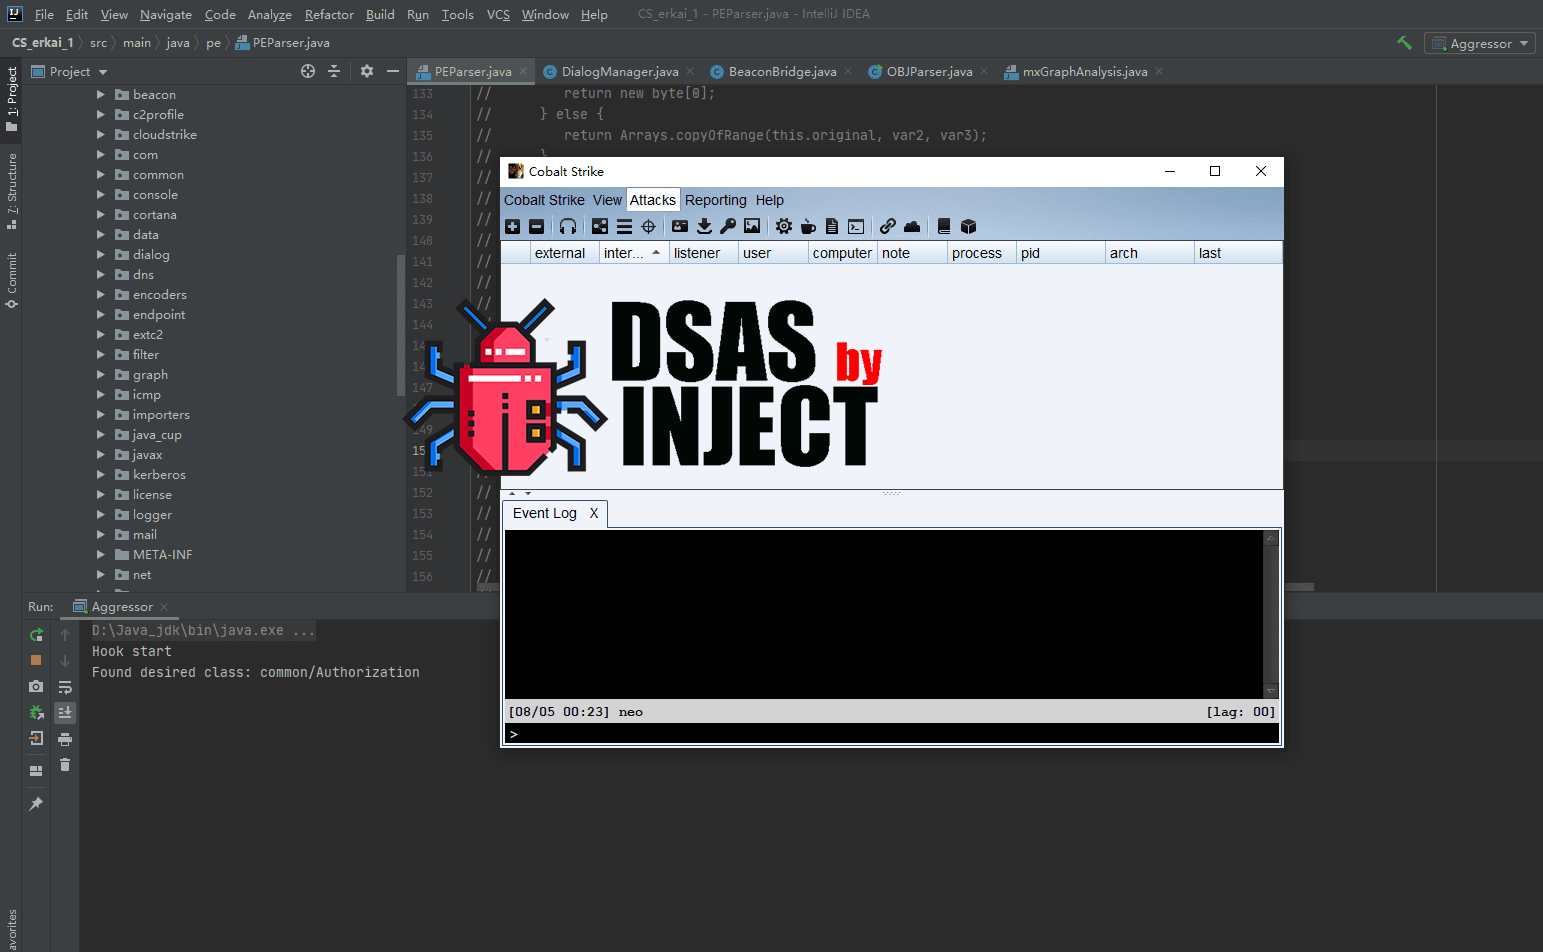 File Edit View Navigate Code Analyze Refactor Build Run Tools VCS Window Help CS_erkai_1 - PEParser.java - IntelliJ IDEA
CS_erkai_1 src main java pe PEParser.java
Aggressor
1: Project
7: Structure
Commit
Project
beacon
c2profile
cloudstrike
com
common
console
cortana
data
dialog
dns
encoders
endpoint
extc2
filter
graph
icmp
importers
java_cup
javax
kerberos
license
logger
mail
META-INF
net
PEParser.java DialogManager.java BeaconBridge.java OBJParser.java mxGraphAnalysis.java
133 // return new byte[0];
134 // } else {
135 // return Arrays.copyOfRange(this.original, var2, var3);
136 // }
137 //
138 //
139 //
140 //
141 //
142 //
143 //
144
147
149
151
152 //
153 //
154 //
155 //
156 //
Cobalt Strike
Cobalt Strike View Attacks Reporting Help
external inter... listener user computer note process pid arch last
DSAS by
INJECT
Event Log X
[08/05 00:23] neo [lag: 00]
>
Run: Aggressor
D:\Java_jdk\bin\java.exe ...
Hook start
Found desired class: common/Authorization